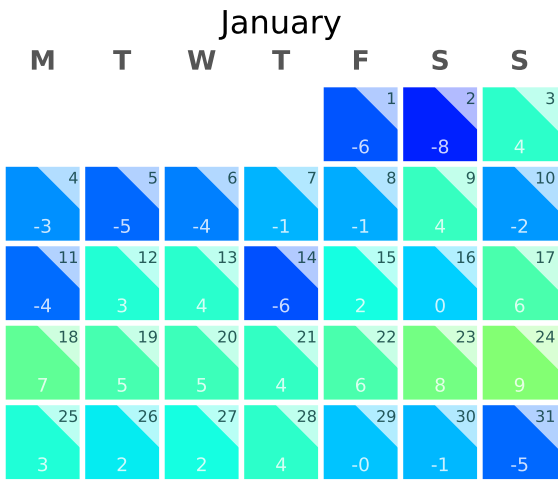 January
M T W T F S S
1 2 3
-6 -8 4
4 5 6 7 8 9 10
-3 -5 -4 -1 -1 4 -2
11 12 13 14 15 16 17
-4 3 4 -6 2 0 6
18 19 20 21 22 23 24
7 5 5 4 6 8 9
25 26 27 28 29 30 31
3 2 2 4 -0 -1 -5